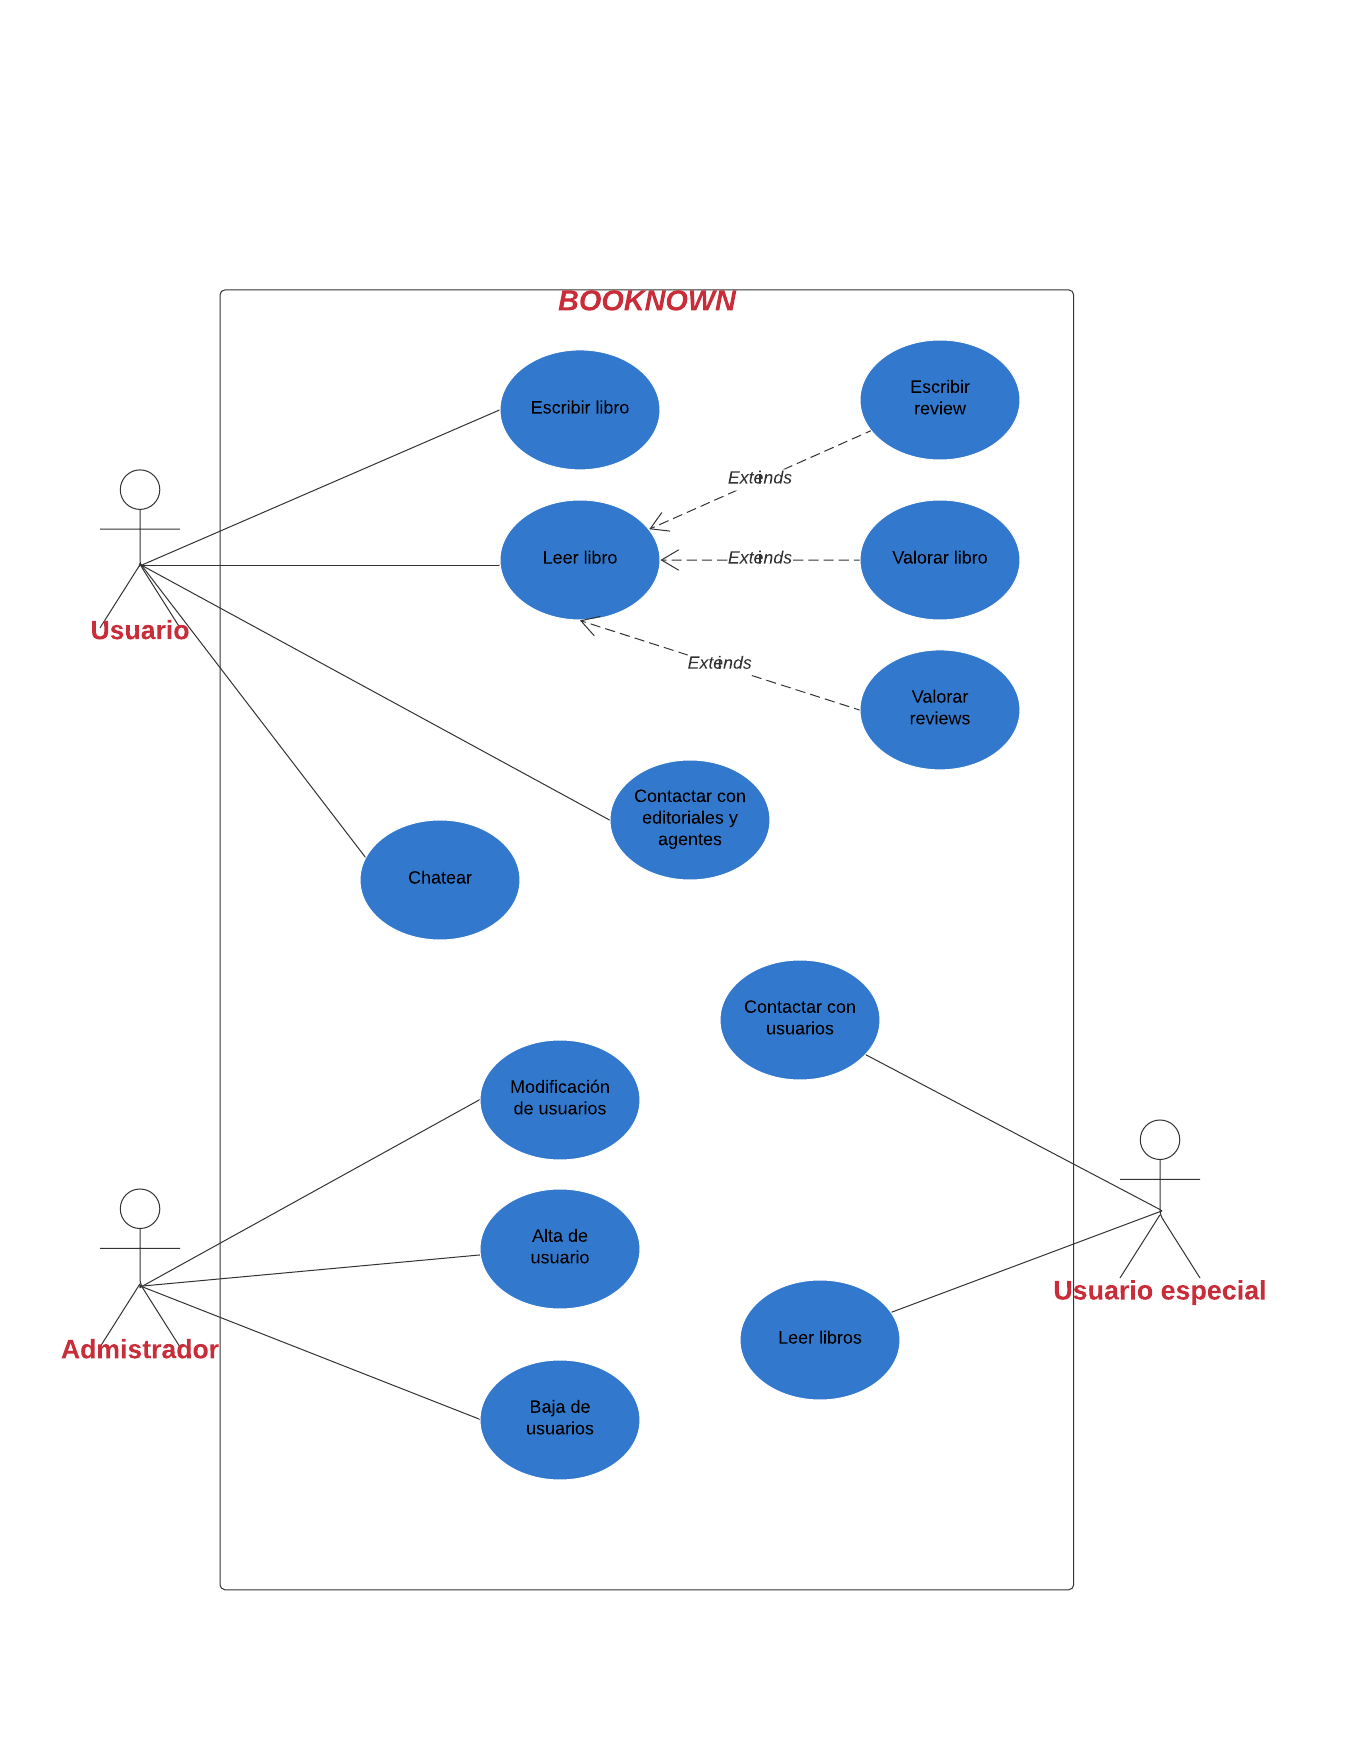 BOOKNOWN
Escribir libro
Escribir
review
Extends
Leer libro
Extends
Valorar libro
Usuario
Extends
Valorar
reviews
Contactar con
editoriales y
agentes
Chatear
Contactar con
usuarios
Modificación
de usuarios
Alta de
usuario
Usuario especial
Admistrador
Leer libros
Baja de
usuarios